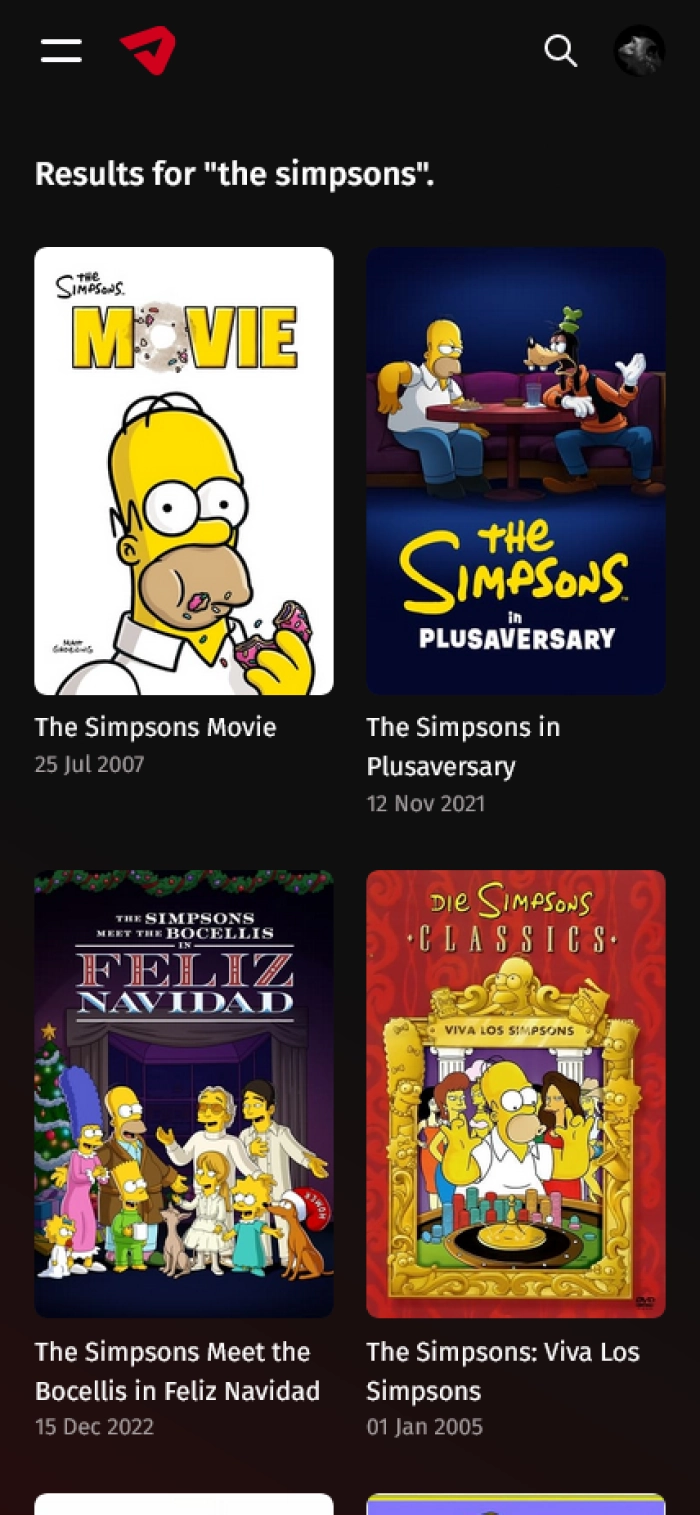 Results for "the simpsons".
THE
SIMPSONS
MOVIE
MATT
GROENING
The Simpsons Movie
25 Jul 2007
THE
SIMPSONS
in
PLUSAVERSARY
The Simpsons in
Plusaversary
12 Nov 2021
THE SIMPSONS
MEET THE BOCELLIS
IN
FELIZ
NAVIDAD
HOMER
The Simpsons Meet the
Bocellis in Feliz Navidad
15 Dec 2022
DIE SIMPSONS
CLASSICS
VIVA LOS SIMPSONS
DVD
The Simpsons: Viva Los
Simpsons
01 Jan 2005